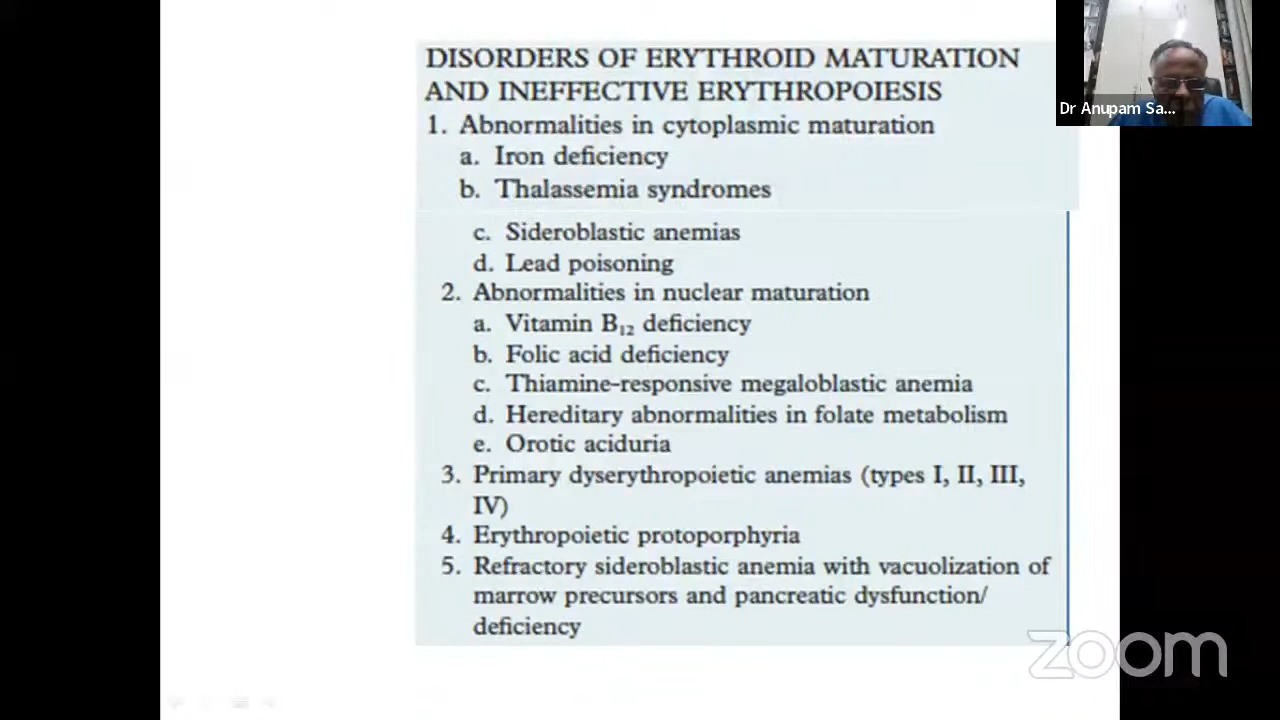 DISORDERS OF ERYTHROID MATURATION
AND INEFFECTIVE ERYTHROPOIESIS
1. Abnormalities in cytoplasmic maturation
a. Iron deficiency
b. Thalassemia syndromes
c. Sideroblastic anemias
d. Lead poisoning
2. Abnormalities in nuclear maturation
a. Vitamin B₁₂ deficiency
b. Folic acid deficiency
c. Thiamine-responsive megaloblastic anemia
d. Hereditary abnormalities in folate metabolism
e. Orotic aciduria
3. Primary dyserythropoietic anemias (types I, II, III,
IV)
4. Erythropoietic protoporphyria
5. Refractory sideroblastic anemia with vacuolization of
marrow precursors and pancreatic dysfunction/
deficiency
Dr Anupam Sa...
zoom